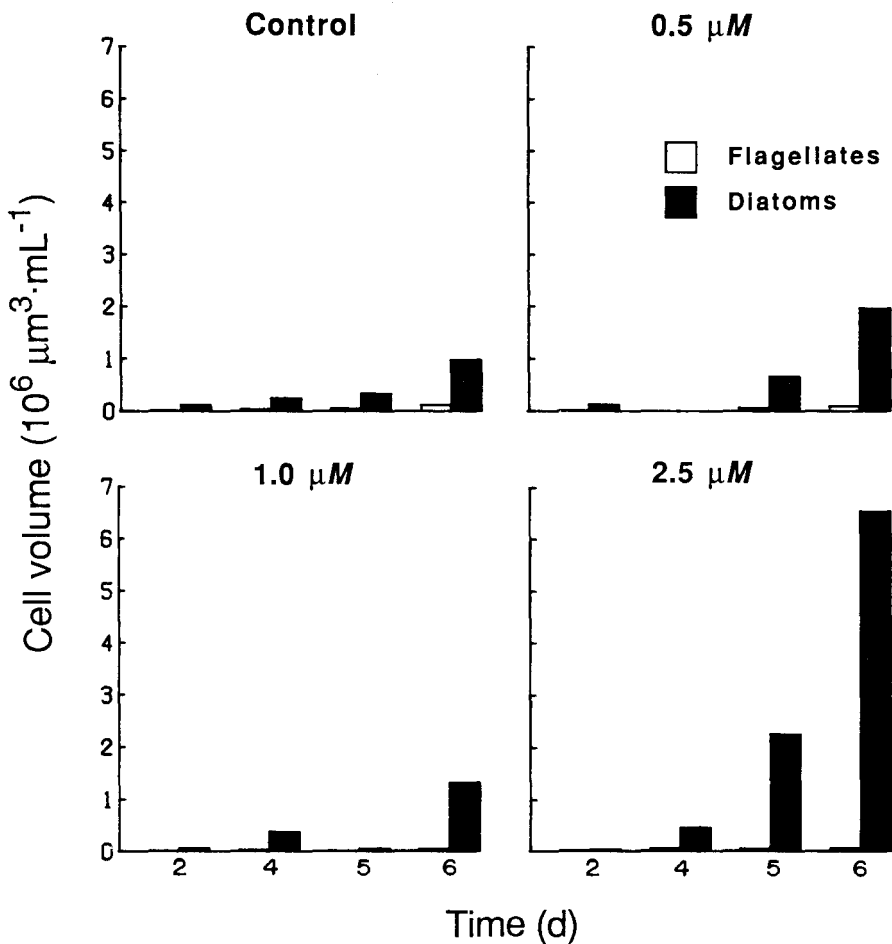 Control
0.5 μM
7
6
5
4
3
2
1
0
Flagellates
Diatoms
Cell volume (10⁶ μm³·mL⁻¹)
1.0 μM
2.5 μM
7
6
5
4
3
2
1
0
2 4 5 6
2 4 5 6
Time (d)